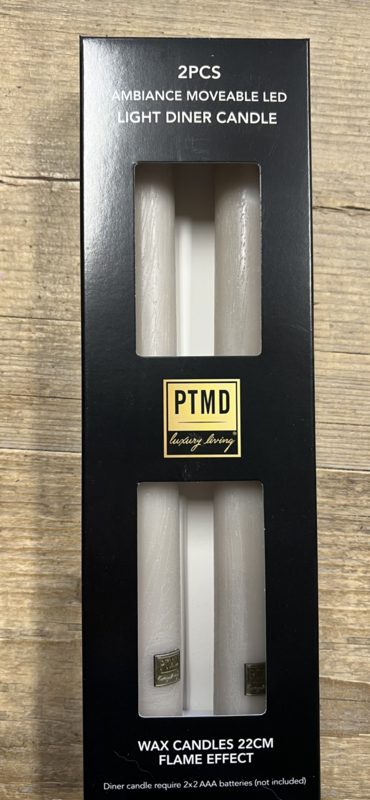 2PCS
AMBIANCE MOVEABLE LED
LIGHT DINER CANDLE
PTMD
luxury living®
PTMD
WAX CANDLES 22CM
FLAME EFFECT
Diner candle require 2x2 AAA batteries (not included)